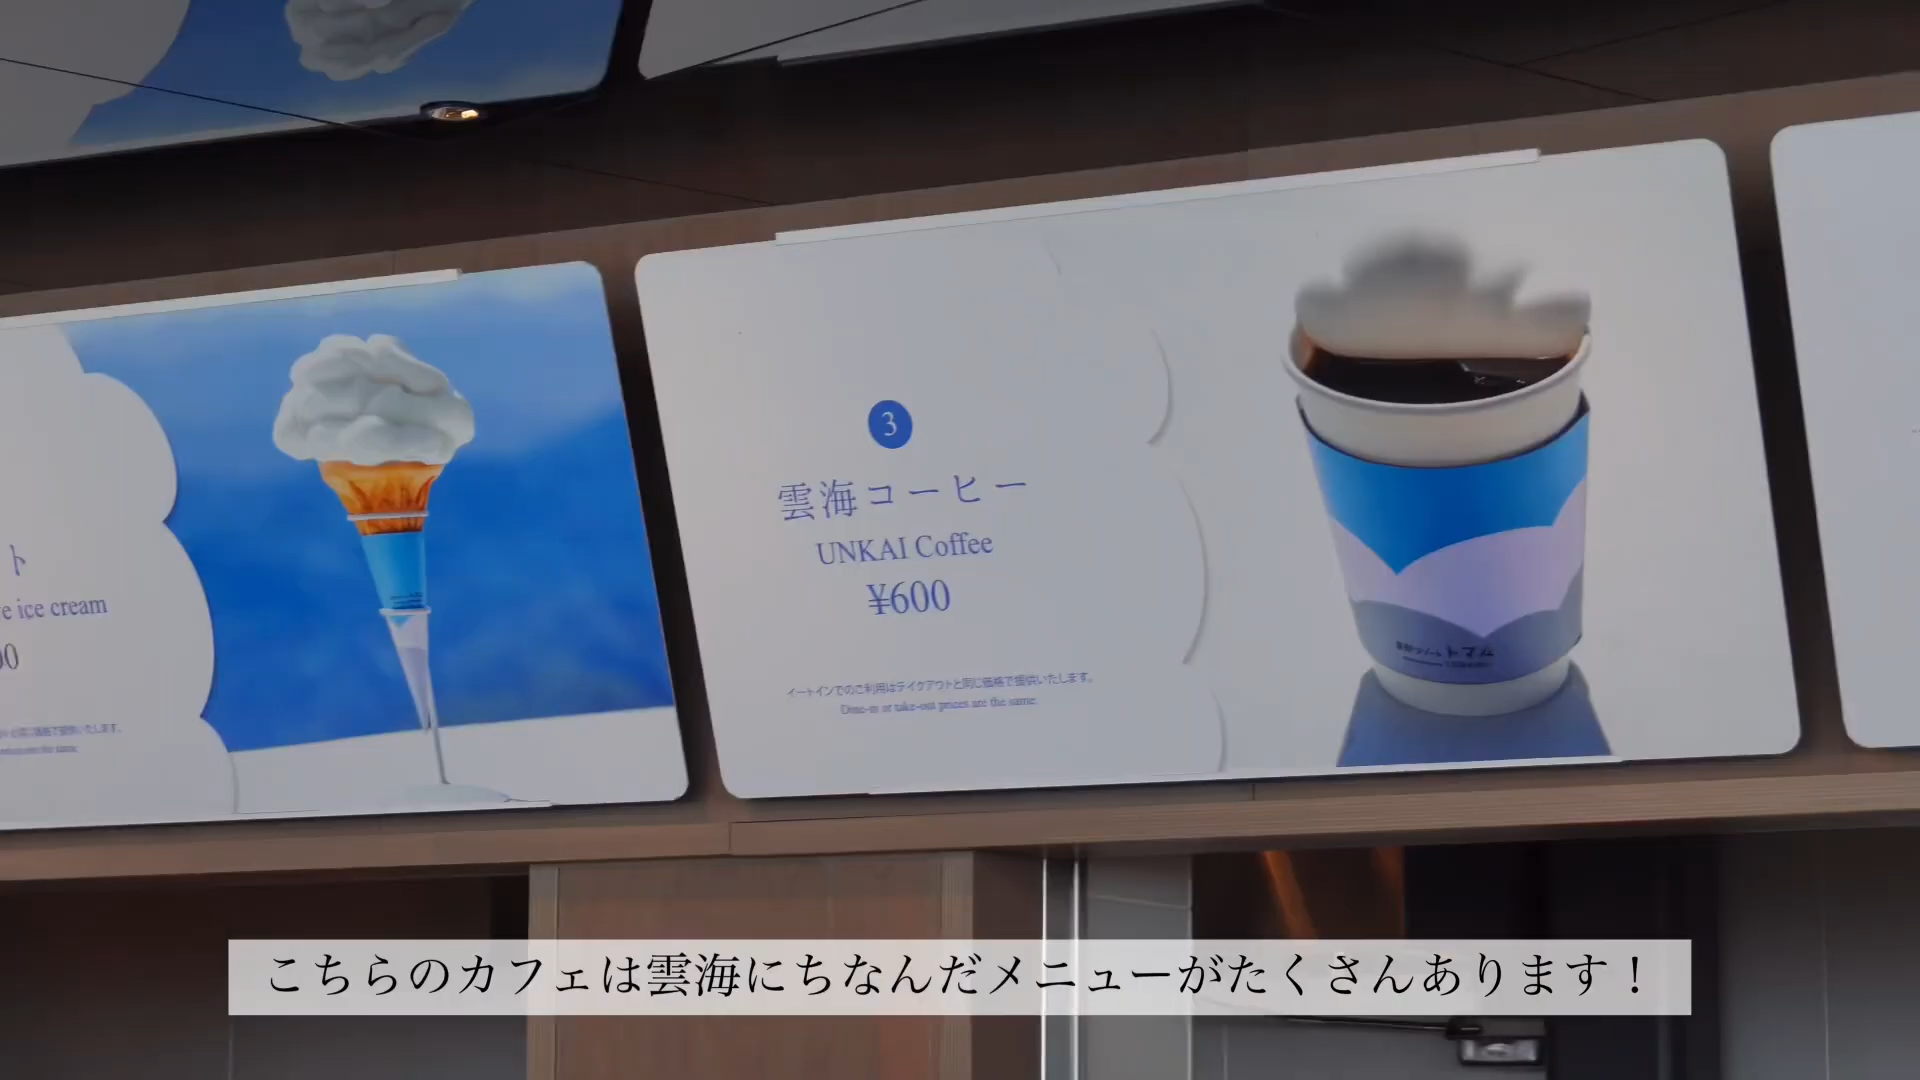 ト
e ice cream
00
3
雲海コーヒー
UNKAI Coffee
¥600
イートインでのご利用はテイクアウトと同じ価格で提供いたします。
Dine-in or take-out prices are the same.
こちらのカフェは雲海にちなんだメニューがたくさんあります！